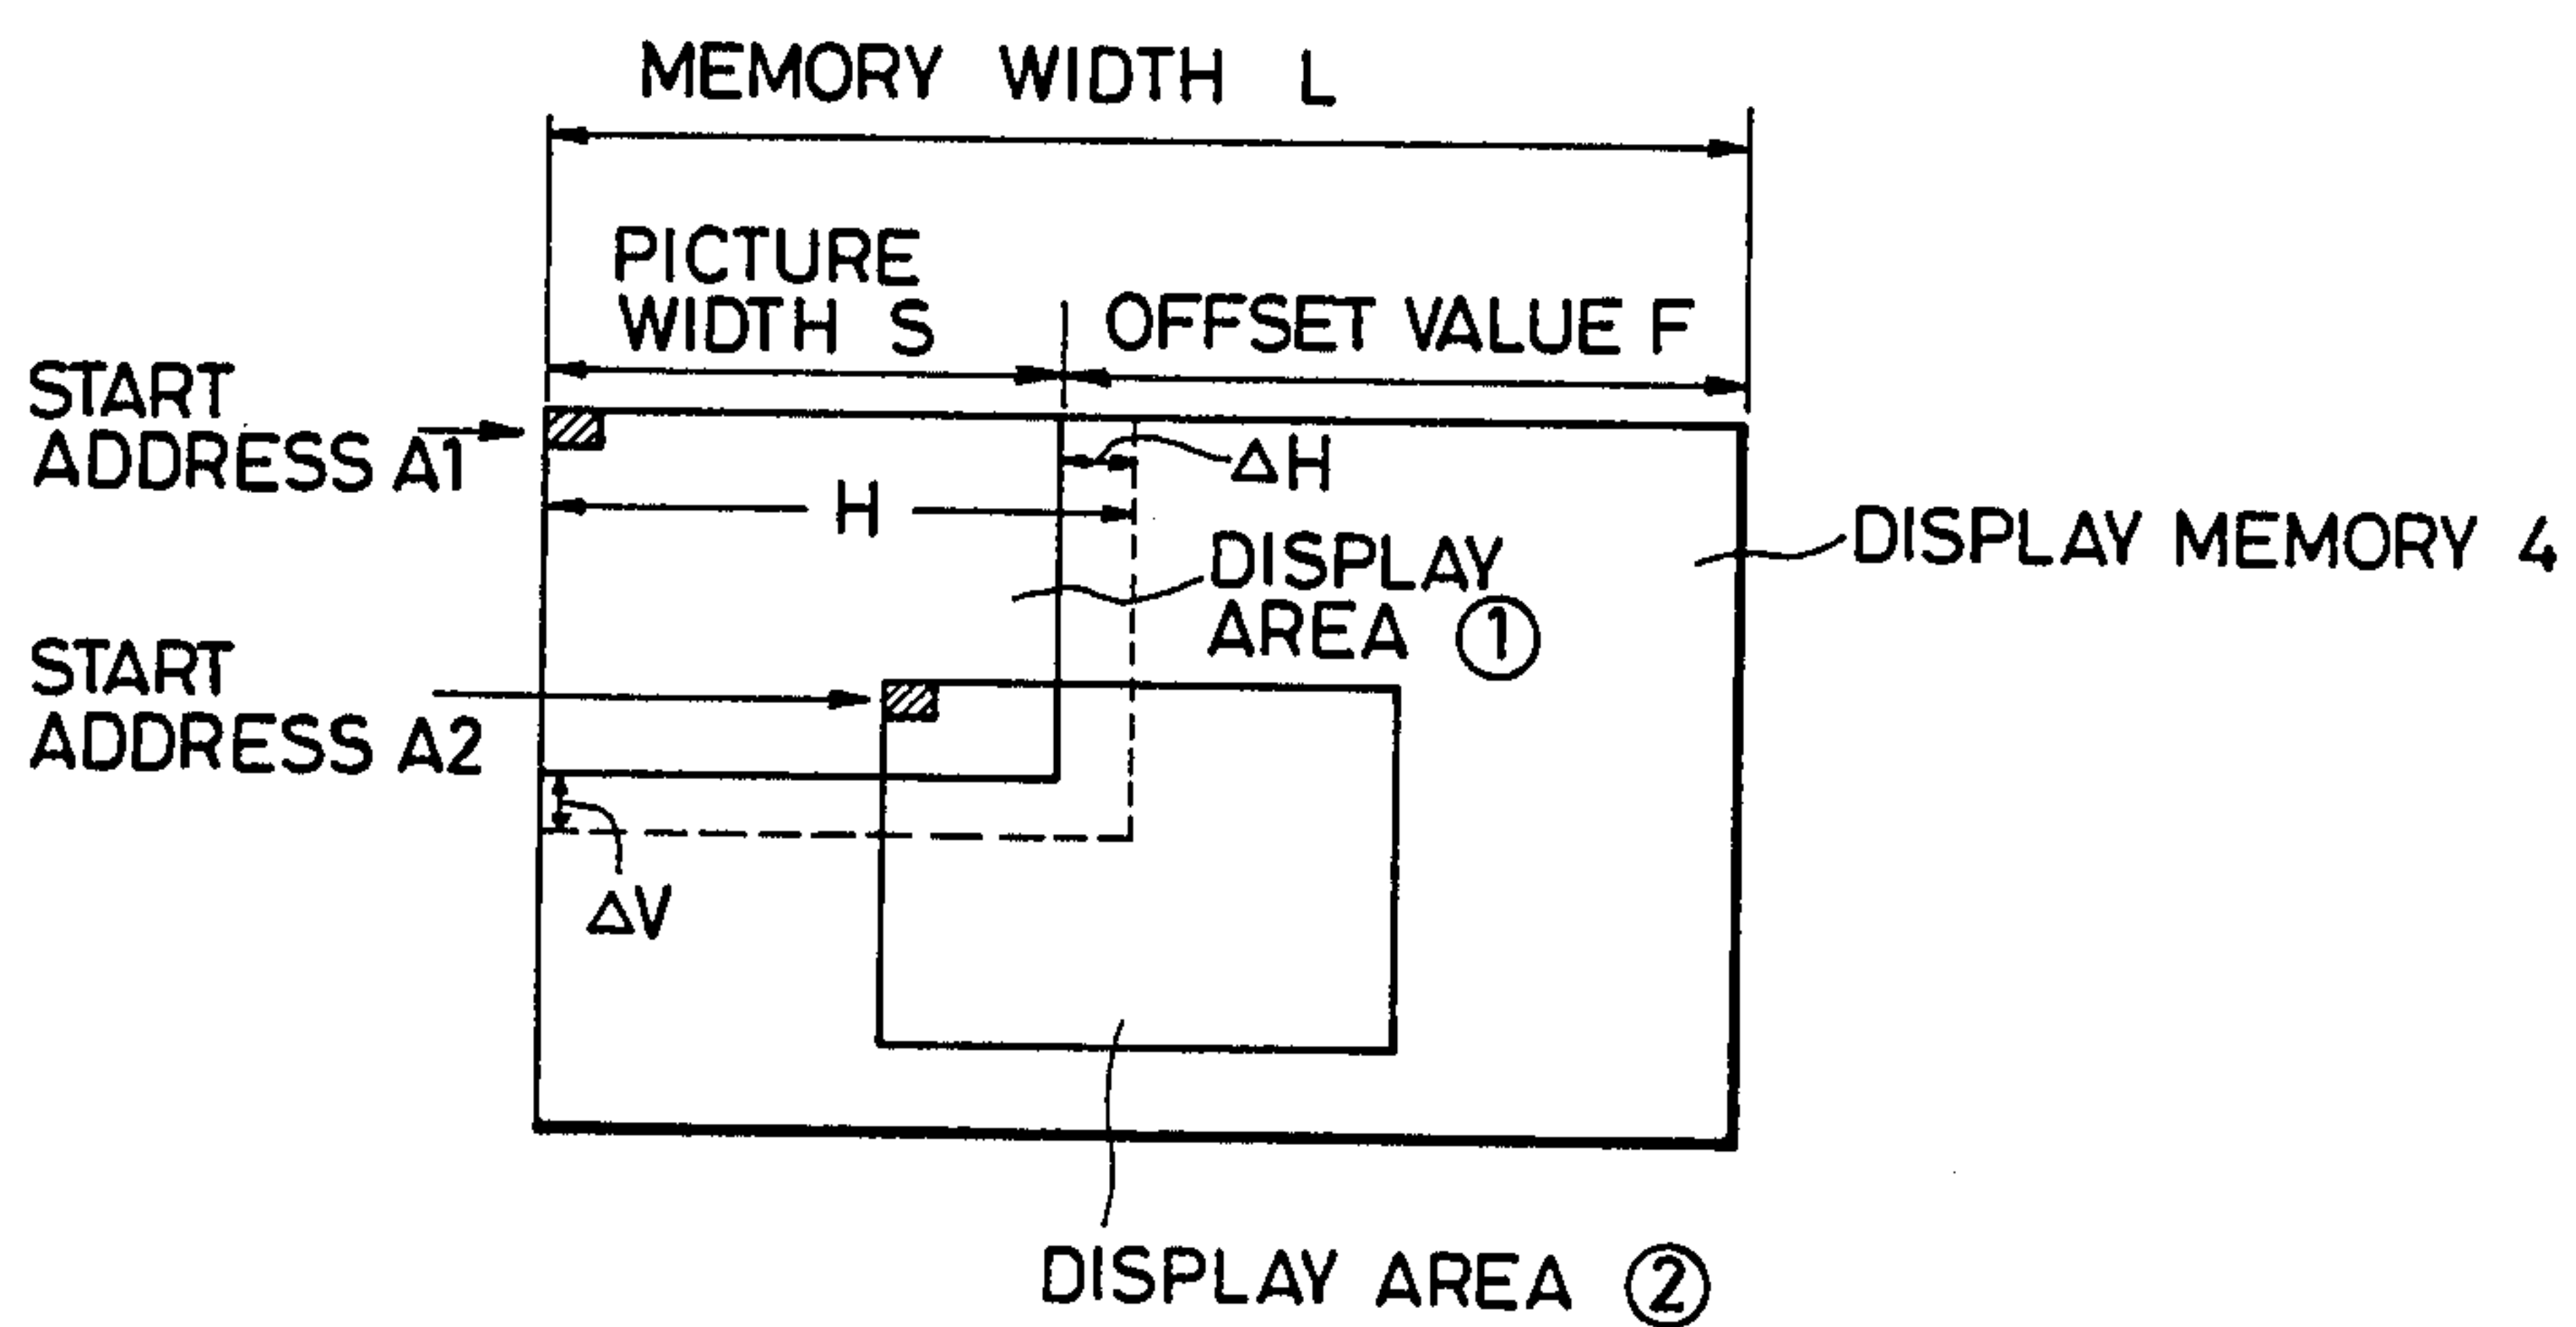 MEMORY WIDTH L
PICTURE
WIDTH S
OFFSET VALUE F
START
ADDRESS A1
ΔH
H
DISPLAY MEMORY 4
DISPLAY
AREA ①
START
ADDRESS A2
ΔV
DISPLAY AREA ②